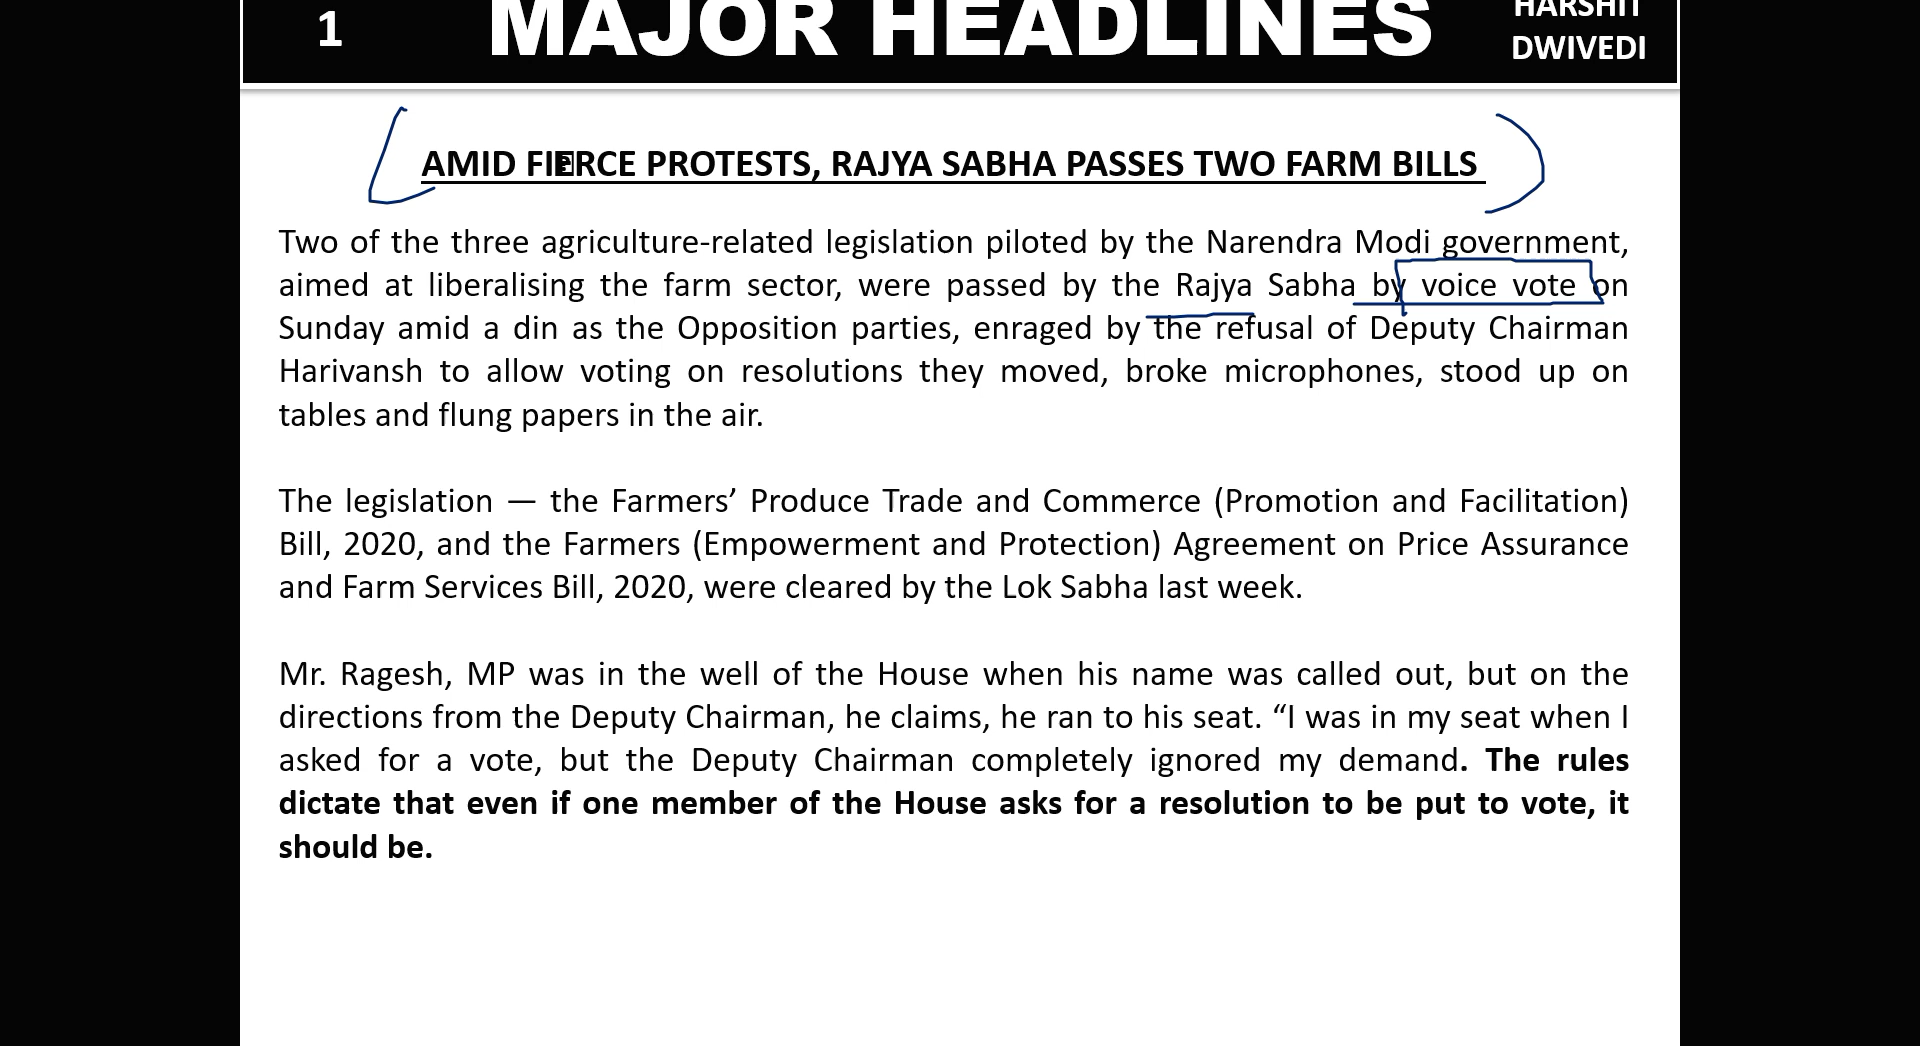 1
MAJOR HEADLINES
HARSHIT
DWIVEDI
AMID FIERCE PROTESTS, RAJYA SABHA PASSES TWO FARM BILLS
Two of the three agriculture-related legislation piloted by the Narendra Modi government,
aimed at liberalising the farm sector, were passed by the Rajya Sabha by voice vote on
Sunday amid a din as the Opposition parties, enraged by the refusal of Deputy Chairman
Harivansh to allow voting on resolutions they moved, broke microphones, stood up on
tables and flung papers in the air.
The legislation — the Farmers’ Produce Trade and Commerce (Promotion and Facilitation)
Bill, 2020, and the Farmers (Empowerment and Protection) Agreement on Price Assurance
and Farm Services Bill, 2020, were cleared by the Lok Sabha last week.
Mr. Ragesh, MP was in the well of the House when his name was called out, but on the
directions from the Deputy Chairman, he claims, he ran to his seat. “I was in my seat when I
asked for a vote, but the Deputy Chairman completely ignored my demand. The rules
dictate that even if one member of the House asks for a resolution to be put to vote, it
should be.